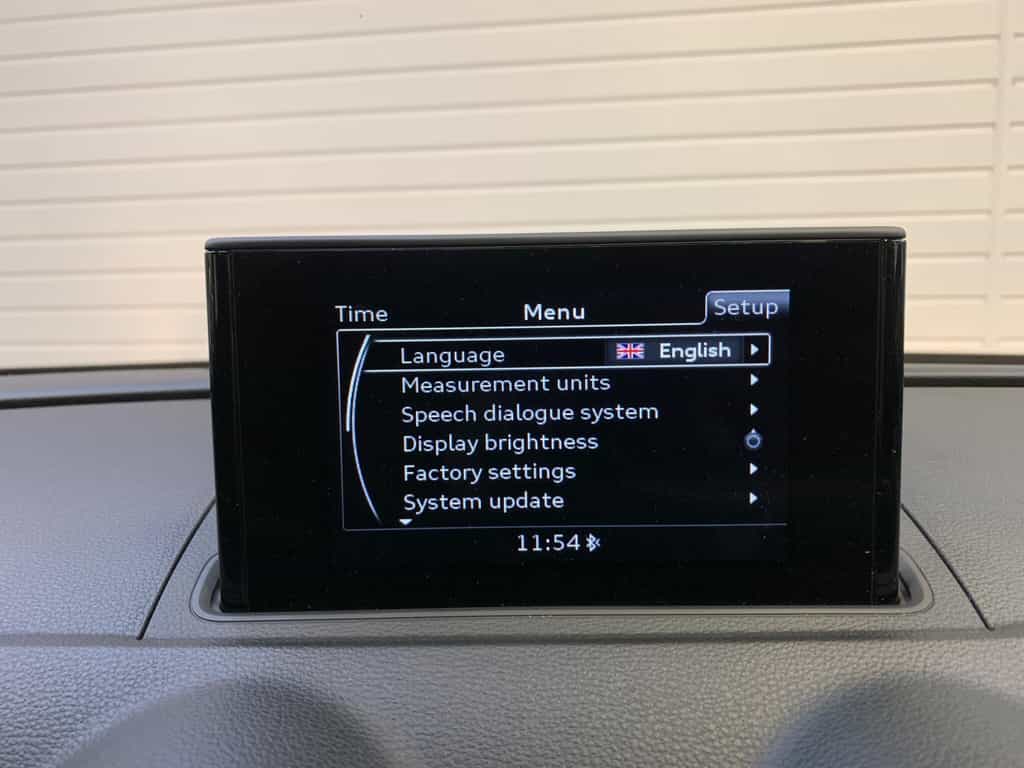 Time Menu Setup
Language English
Measurement units
Speech dialogue system
Display brightness
Factory settings
System update
11:54